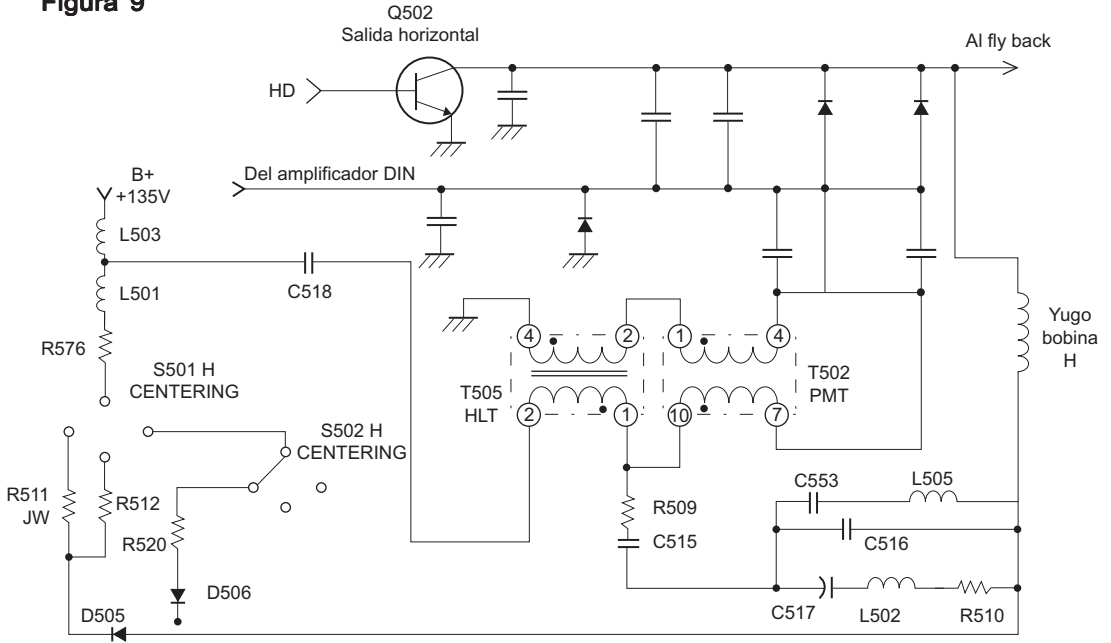 Figura 9
Q502
Salida horizontal
Al fly back
HD
B+
+135V
Del amplificador DIN
L503
L501
C518
R576
S501 H
CENTERING
S502 H
CENTERING
R511
JW
R512
R520
D506
D505
4
2
1
4
T505
HLT
T502
PMT
2
1
10
7
Yugo
bobina
H
R509
C515
C553
L505
C516
C517
L502
R510